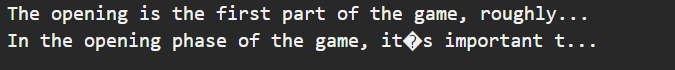 The opening is the first part of the game, roughly...
In the opening phase of the game, it�s important t...